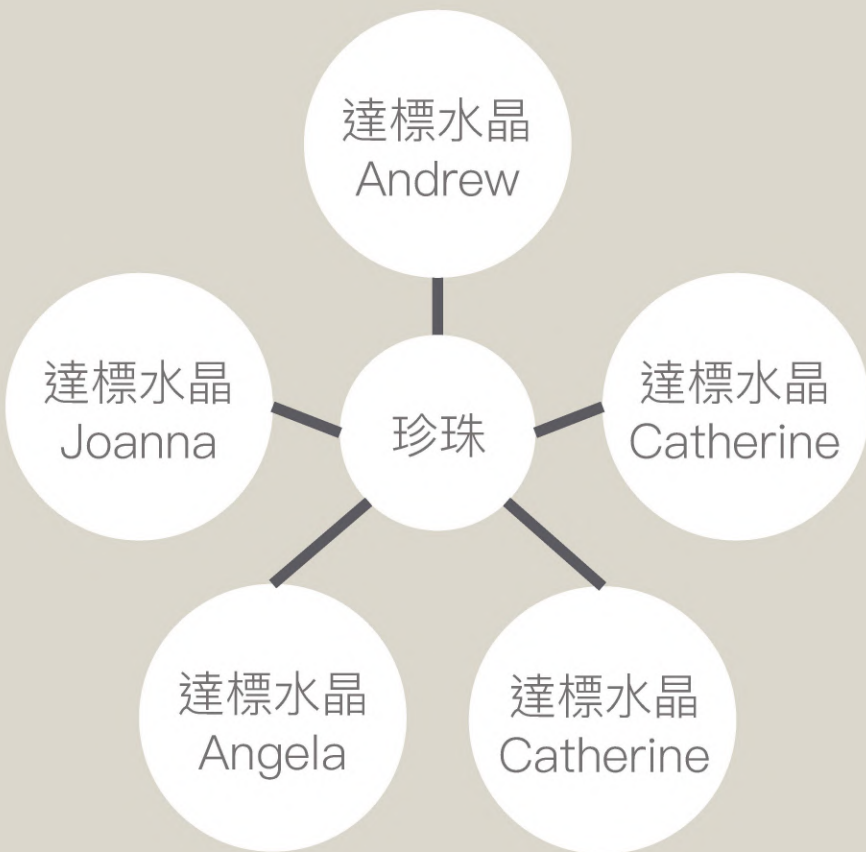 達標水晶
Andrew
達標水晶
Joanna
珍珠
達標水晶
Catherine
達標水晶
Angela
達標水晶
Catherine